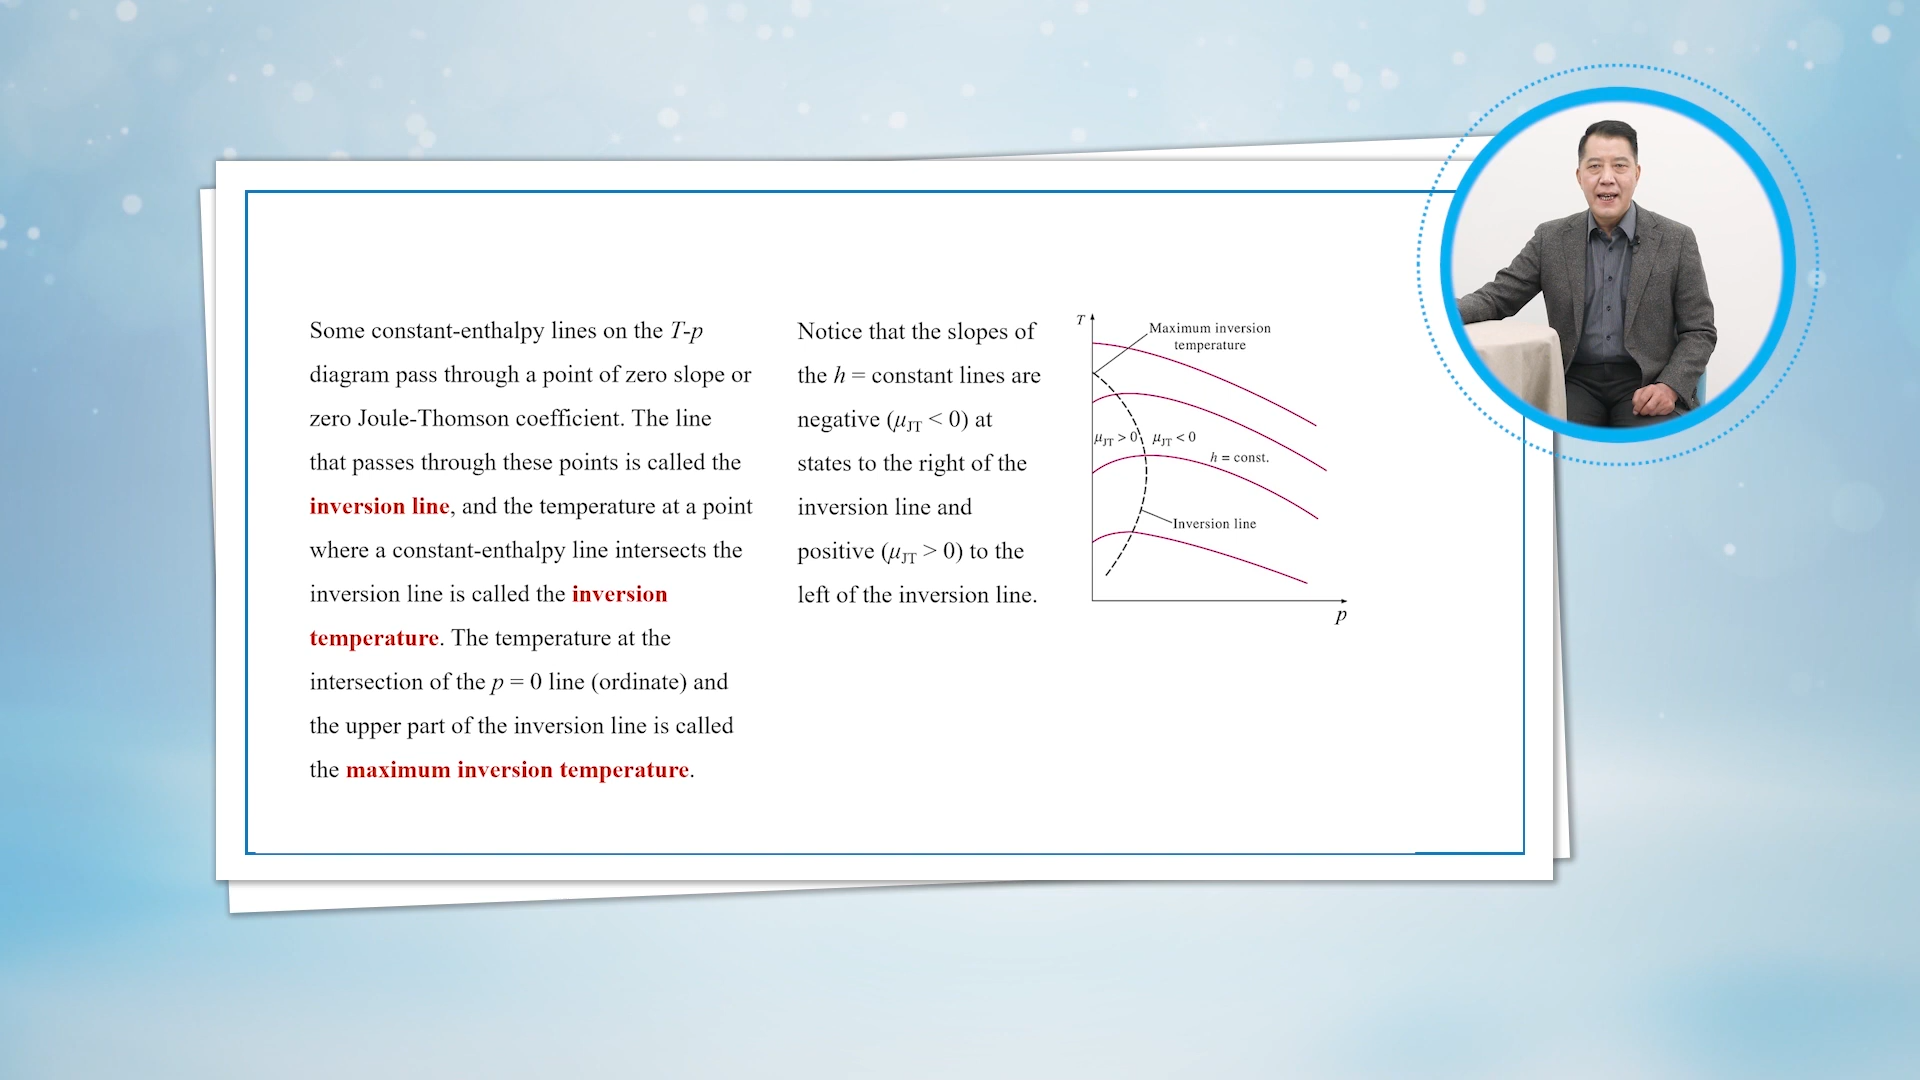 Some constant-enthalpy lines on the T-p
diagram pass through a point of zero slope or
zero Joule-Thomson coefficient. The line
that passes through these points is called the
inversion line, and the temperature at a point
where a constant-enthalpy line intersects the
inversion line is called the inversion
temperature. The temperature at the
intersection of the p = 0 line (ordinate) and
the upper part of the inversion line is called
the maximum inversion temperature.
Notice that the slopes of
the h = constant lines are
negative (μJT < 0) at
states to the right of the
inversion line and
positive (μJT > 0) to the
left of the inversion line.
T
Maximum inversion
temperature
μJT > 0
μJT < 0
h = const.
Inversion line
p